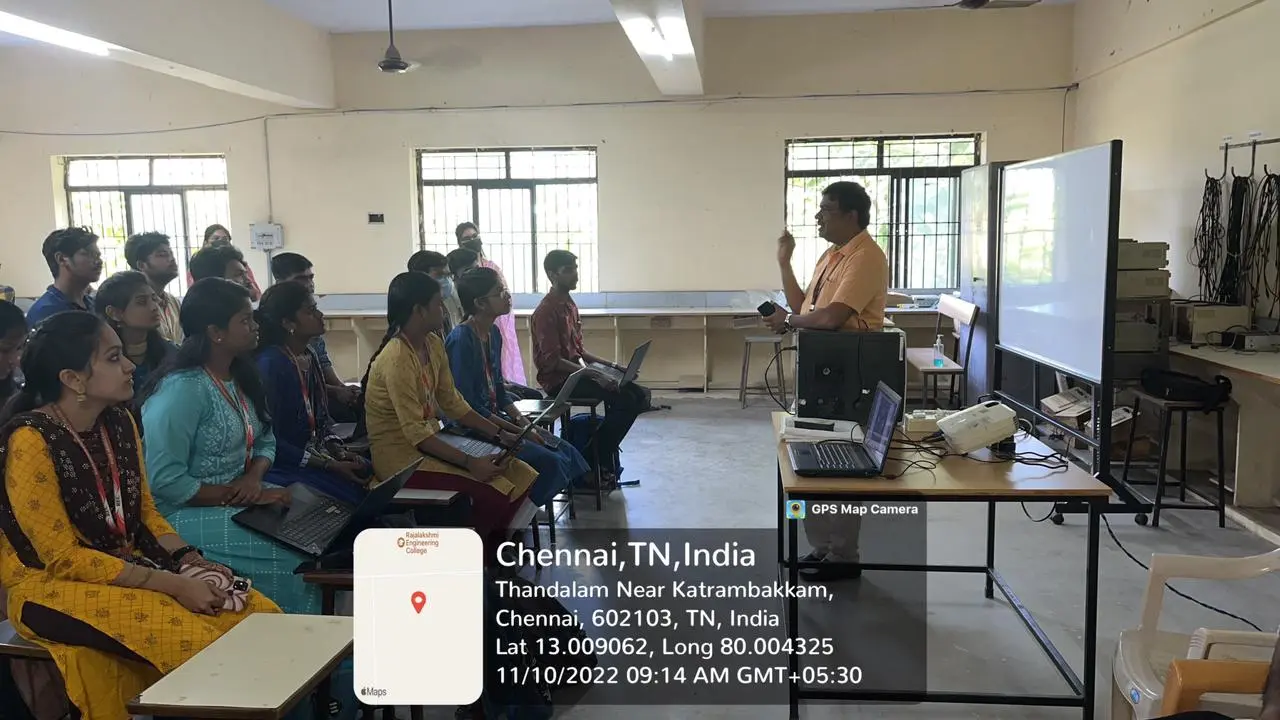 GPS Map Camera
Rajalakshmi
Engineering
College
Maps
Chennai,TN,India
Thandalam Near Katrambakkam,
Chennai, 602103, TN, India
Lat 13.009062, Long 80.004325
11/10/2022 09:14 AM GMT+05:30